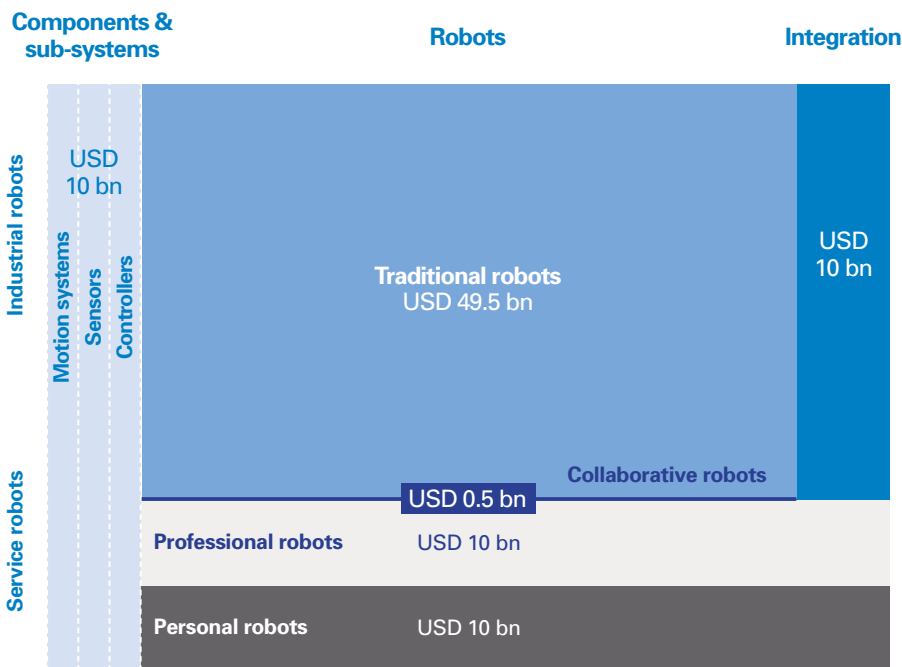 Components &
sub-systems
Robots
Integration
Industrial robots
Service robots
USD
10 bn
Motion systems
Sensors
Controllers
Traditional robots
USD 49.5 bn
USD
10 bn
Collaborative robots
USD 0.5 bn
Professional robots USD 10 bn
Personal robots USD 10 bn